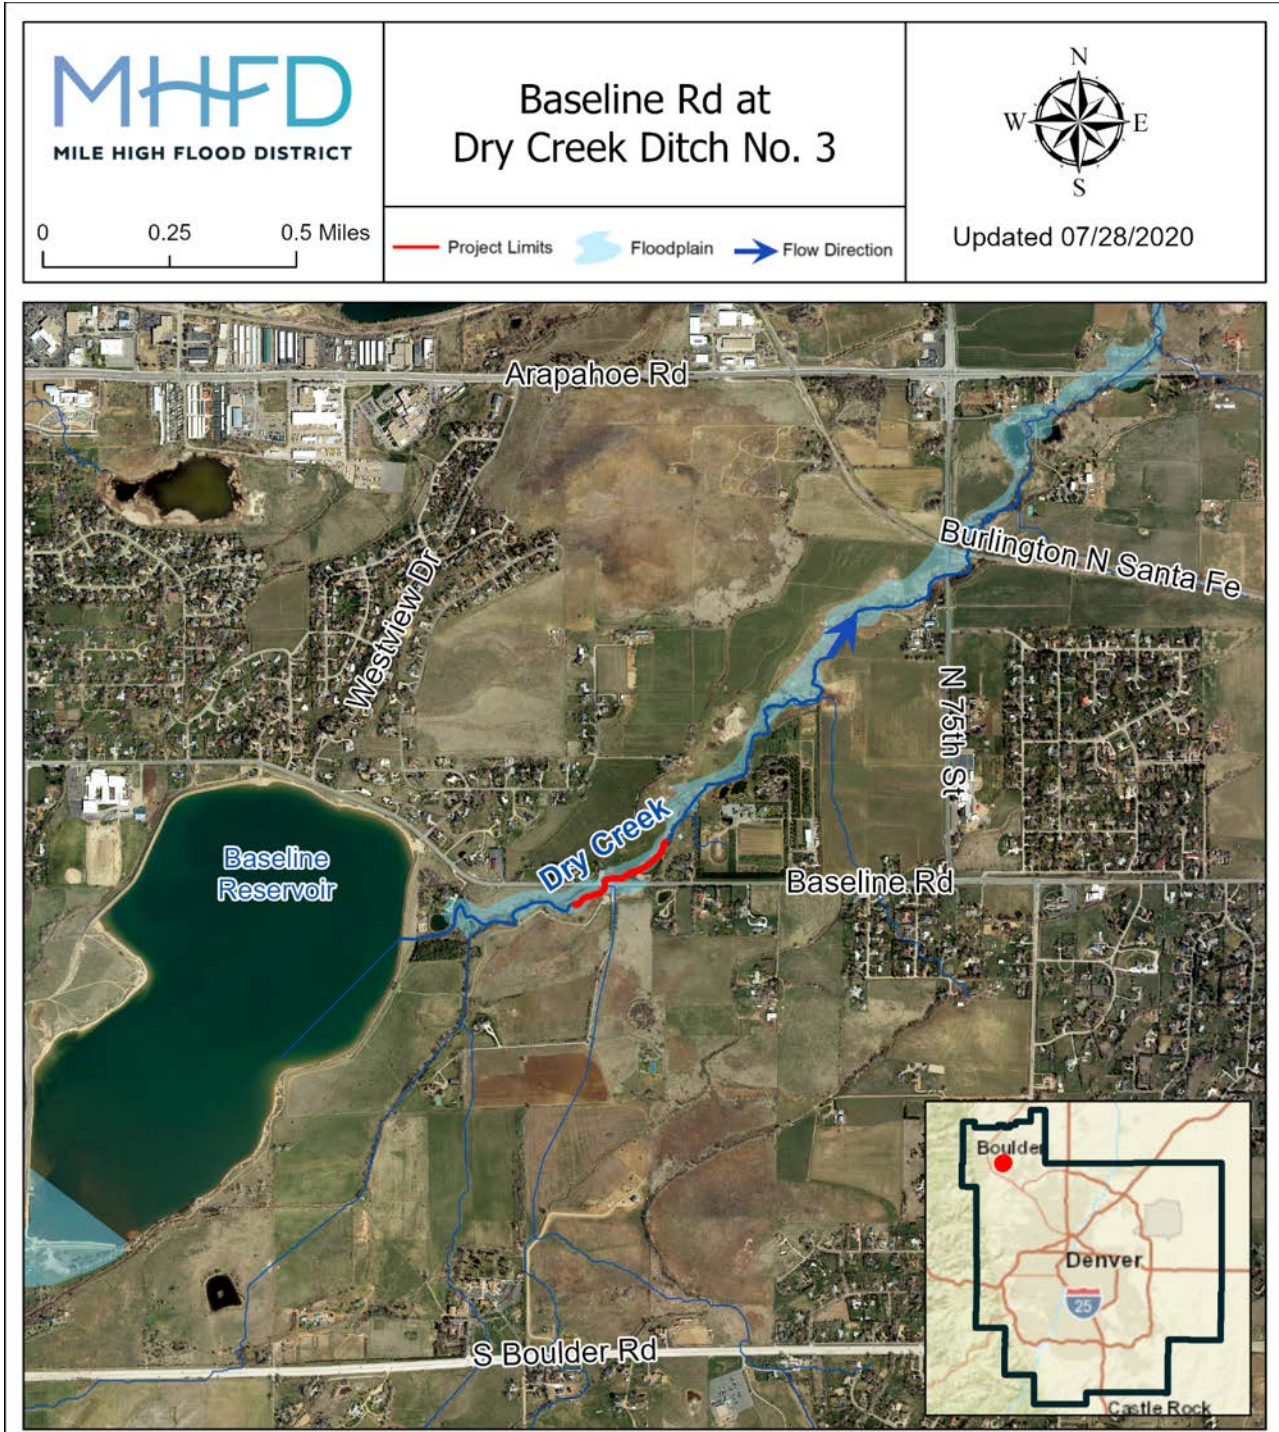 MHFD
MILE HIGH FLOOD DISTRICT
0 0.25 0.5 Miles
Baseline Rd at
Dry Creek Ditch No. 3
Project Limits Floodplain Flow Direction
N
W E
S
Updated 07/28/2020
Arapahoe Rd
Burlington N Santa Fe
Westview Dr
N 75th St
Dry Creek
Baseline
Reservoir
Baseline Rd
S Boulder Rd
Boulder
Denver
25
Castle Rock